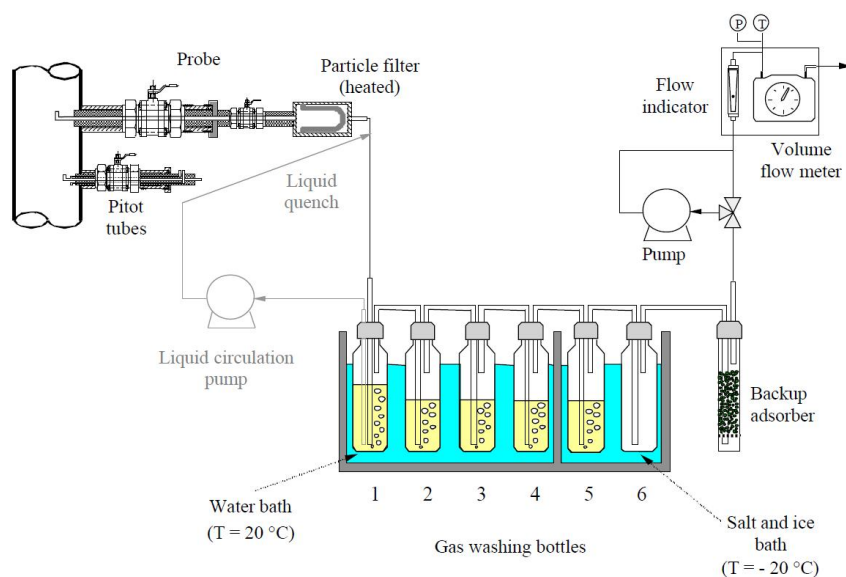 P T
Probe
Particle filter
(heated)
Flow
indicator
Volume
flow meter
Liquid
quench
Pitot
tubes
Pump
Liquid circulation
pump
Backup
adsorber
Water bath
(T = 20 °C)
1 2 3 4 5 6
Gas washing bottles
Salt and ice
bath
(T = - 20 °C)